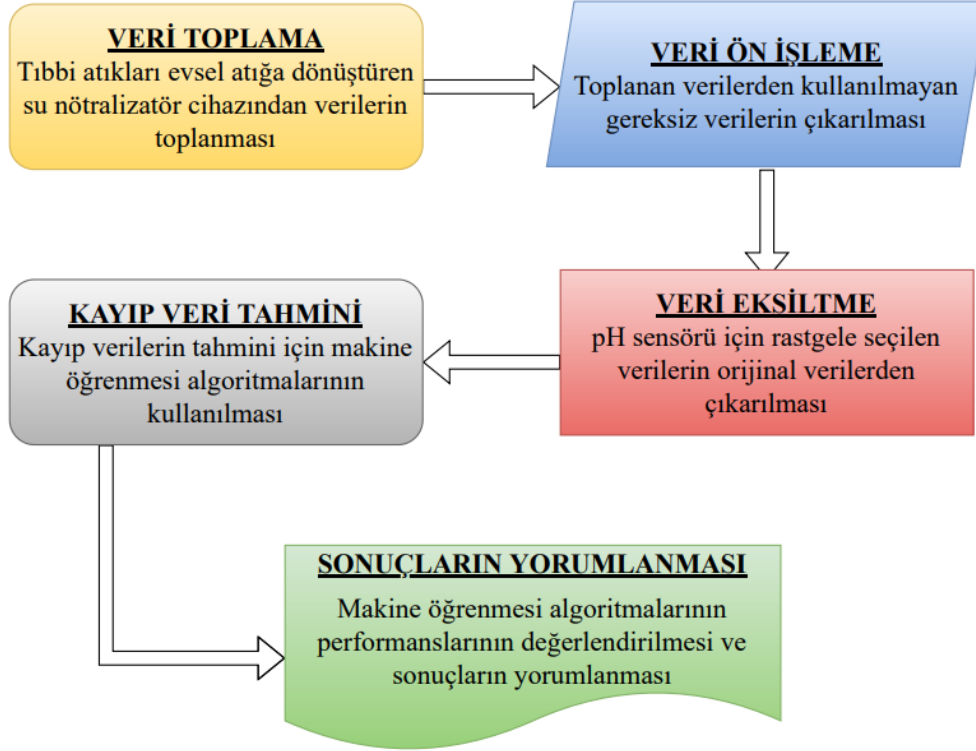 VERİ TOPLAMA
Tıbbi atıkları evsel atığa dönüştüren
su nötralizatör cihazından verilerin
toplanması
VERİ ÖN İŞLEME
Toplanan verilerden kullanılmayan
gereksiz verilerin çıkarılması
VERİ EKSİLTME
pH sensörü için rastgele seçilen
verilerin orijinal verilerden
çıkarılması
KAYIP VERİ TAHMİNİ
Kayıp verilerin tahmini için makine
öğrenmesi algoritmalarının
kullanılması
SONUÇLARIN YORUMLANMASI
Makine öğrenmesi algoritmalarının
performanslarının değerlendirilmesi ve
sonuçların yorumlanması